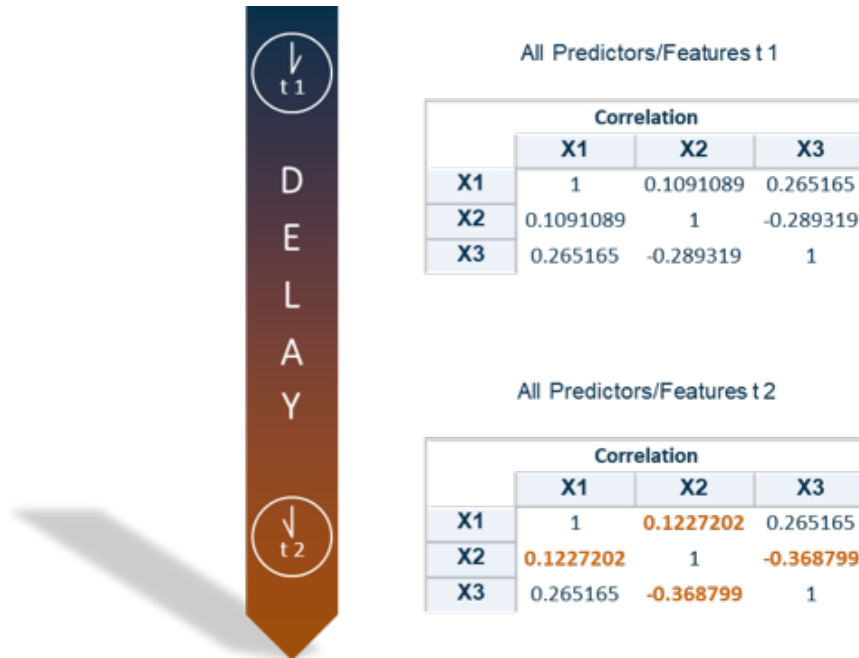 t 1
D
E
L
A
Y
t 2
All Predictors/Features t 1
Correlation
X1 X2 X3
X1 1 0.1091089 0.265165
X2 0.1091089 1 -0.289319
X3 0.265165 -0.289319 1
All Predictors/Features t 2
Correlation
X1 X2 X3
X1 1 0.1227202 0.265165
X2 0.1227202 1 -0.368799
X3 0.265165 -0.368799 1